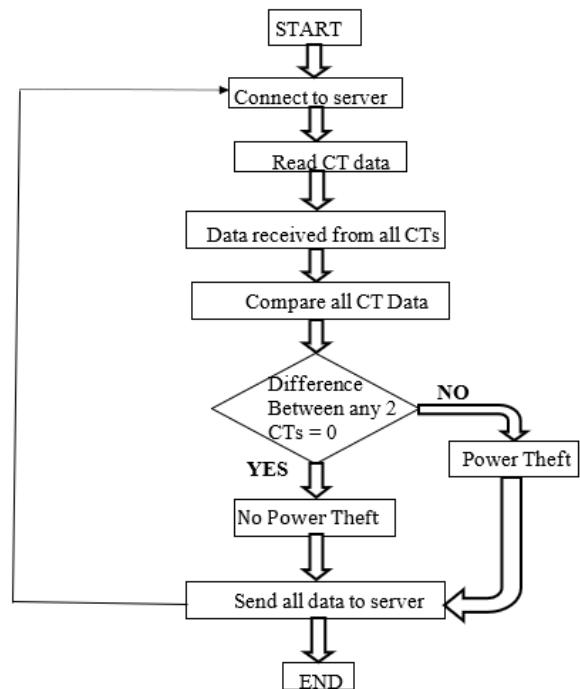 START
Connect to server
Read CT data
Data received from all CTs
Compare all CT Data
Difference
Between any 2
CTs = 0
NO
Power Theft
YES
No Power Theft
Send all data to server
END